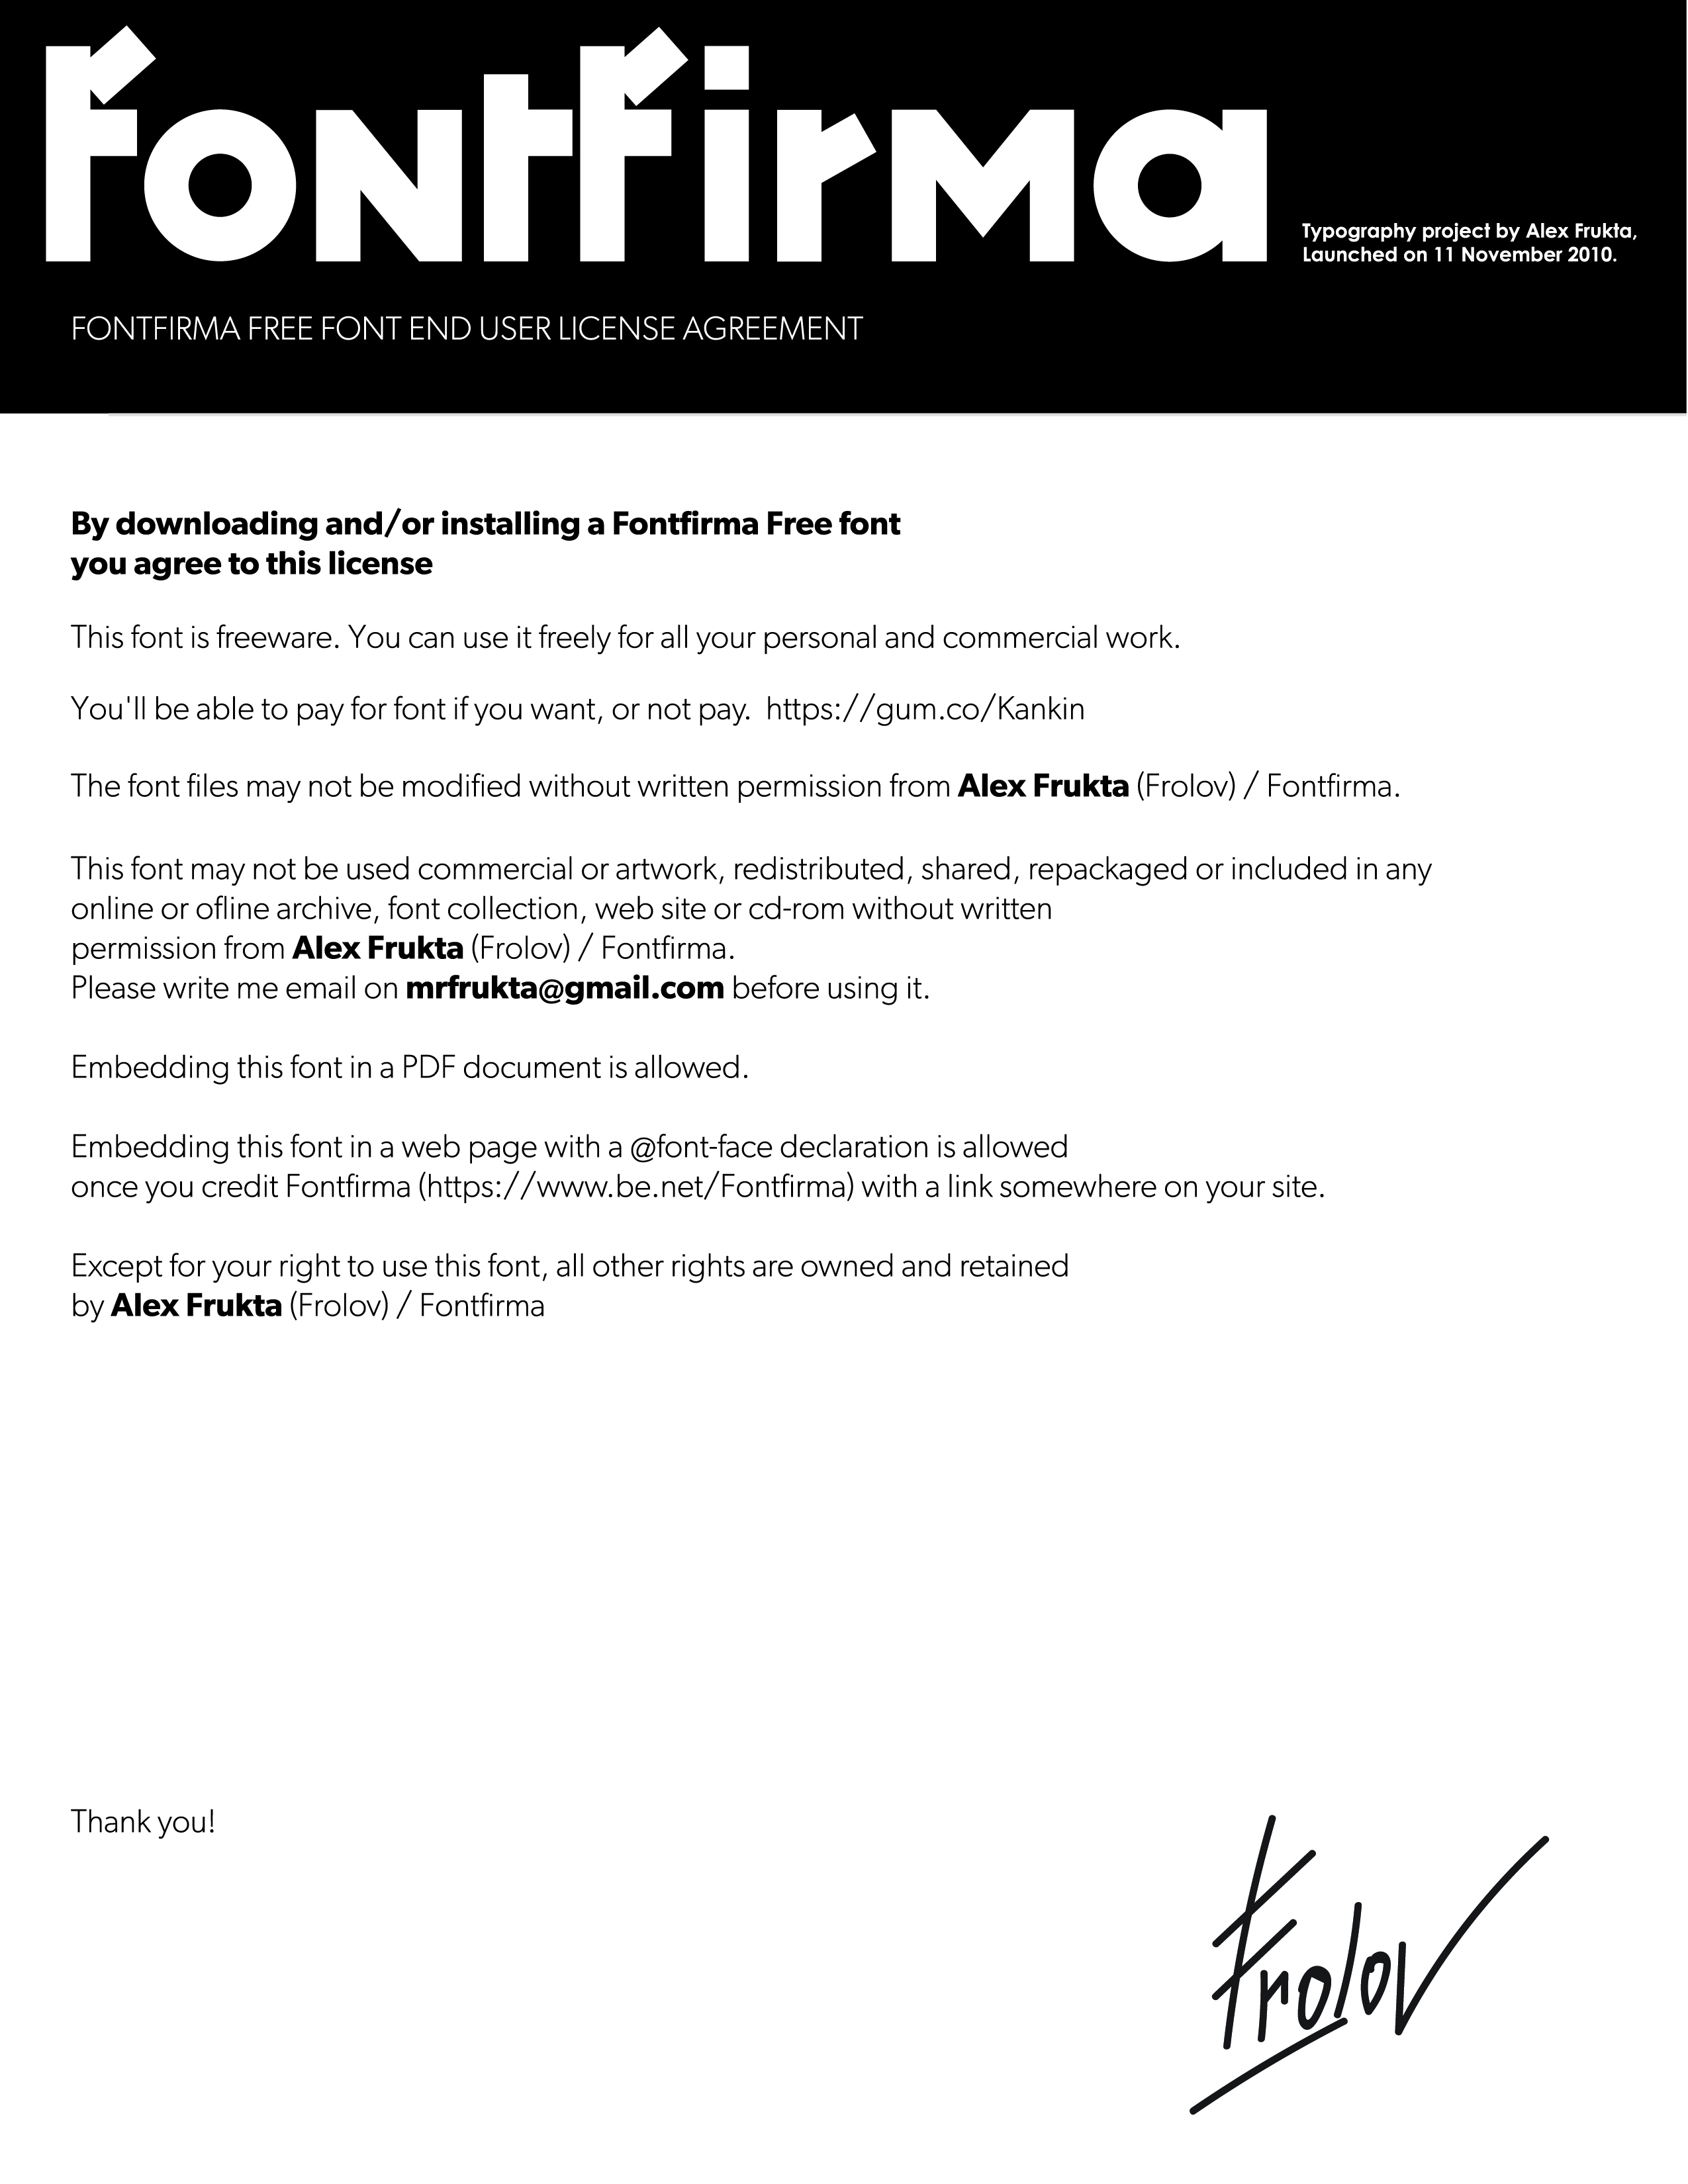 fontfirma
Typography project by Alex Frukta,
Launched on 11 November 2010.
FONTFIRMA FREE FONT END USER LICENSE AGREEMENT
By downloading and/or installing a Fontfirma Free font
you agree to this license
This font is freeware. You can use it freely for all your personal and commercial work.
You'll be able to pay for font if you want, or not pay.  https://gum.co/Kankin
The font files may not be modified without written permission from Alex Frukta (Frolov) / Fontfirma.
This font may not be used commercial or artwork, redistributed, shared, repackaged or included in any
online or ofline archive, font collection, web site or cd-rom without written
permission from Alex Frukta (Frolov) / Fontfirma.
Please write me email on mrfrukta@gmail.com before using it.
Embedding this font in a PDF document is allowed.
Embedding this font in a web page with a @font-face declaration is allowed
once you credit Fontfirma (https://www.be.net/Fontfirma) with a link somewhere on your site.
Except for your right to use this font, all other rights are owned and retained
by Alex Frukta (Frolov) / Fontfirma
Thank you!
Frolov